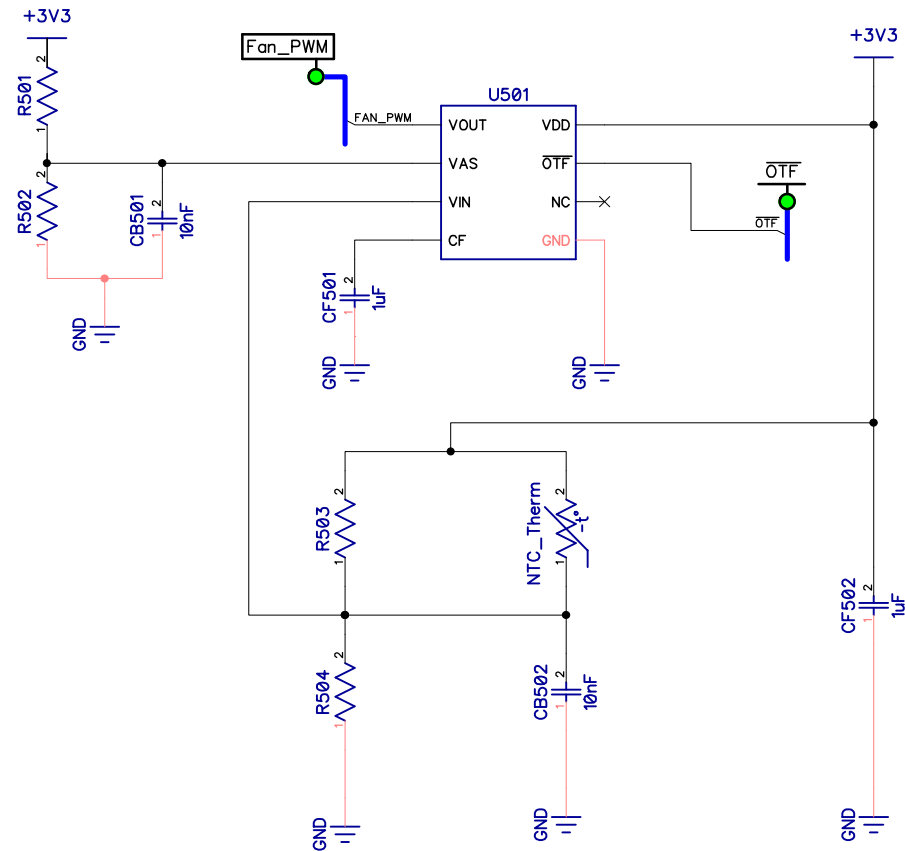 +3V3
Fan_PWM
+3V3
U501
2
R501
1
FAN_PWM
VOUT
VDD
VAS
OTF
VIN
NC
CF
GND
OTF
OTF
2
R502
1
2
CB501
10nF
1
GND
2
CF501
1uF
1
GND
GND
2
R503
1
2
NTC_Therm
-t°
1
2
CF502
1uF
1
2
R504
1
2
CB502
10nF
1
GND
GND
GND